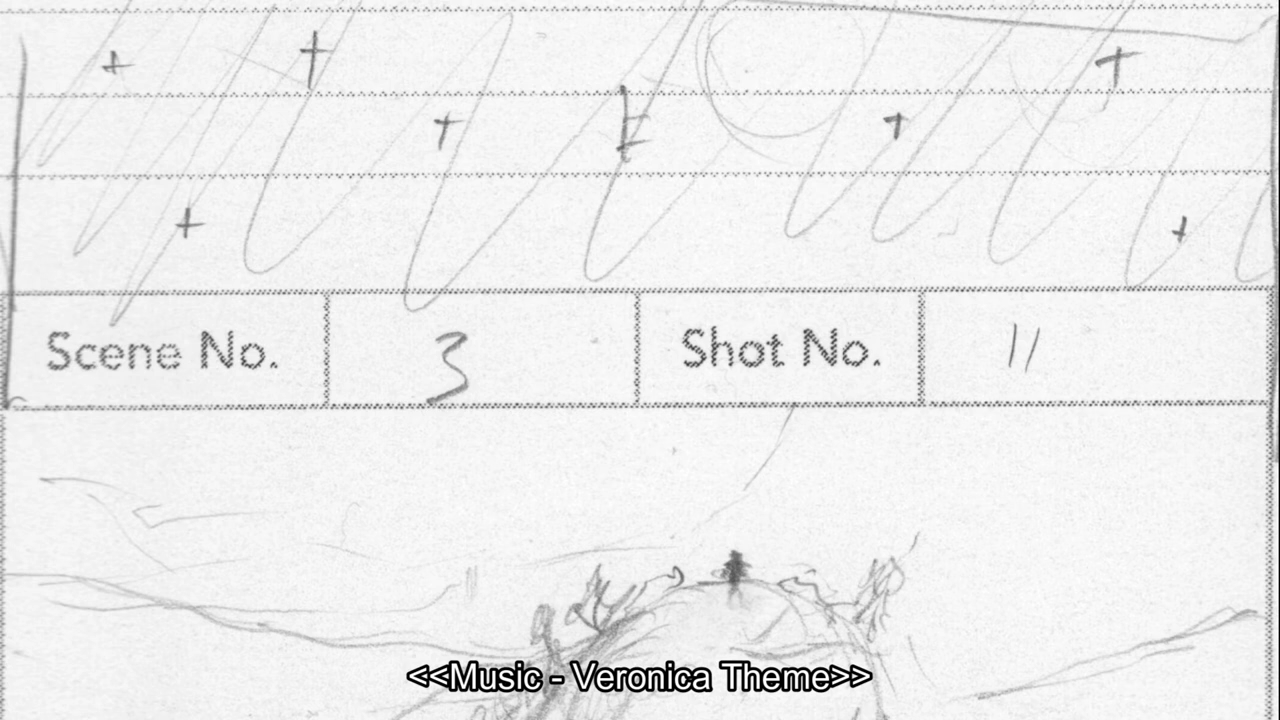 Scene No. 3 Shot No. 11
<<Music - Veronica Theme>>